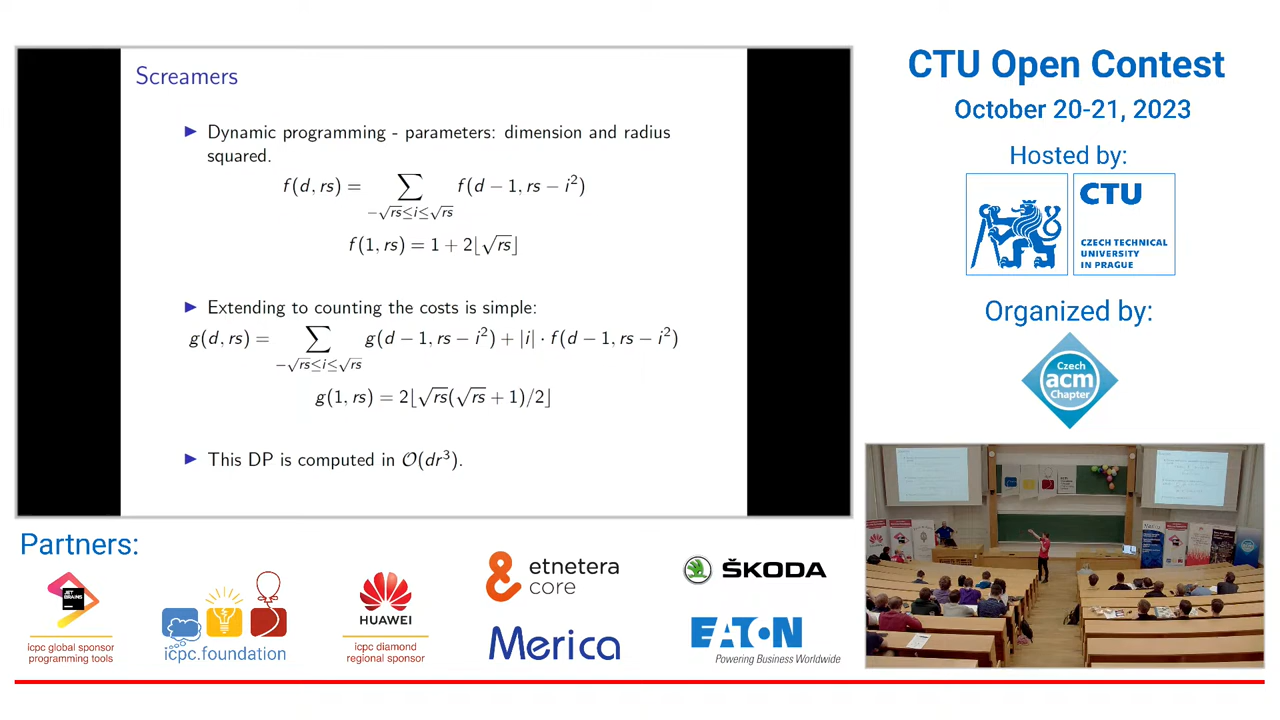 Screamers
▶ Dynamic programming - parameters: dimension and radius
squared.
f(d, rs) = ∑ f(d − 1, rs − i²)
−√rs≤i≤√rs
f(1, rs) = 1 + 2⌊√rs⌋
▶ Extending to counting the costs is simple:
g(d, rs) = ∑ g(d − 1, rs − i²) + |i| · f(d − 1, rs − i²)
−√rs≤i≤√rs
g(1, rs) = 2⌊√rs(√rs + 1)/2⌋
▶ This DP is computed in O(dr³).
CTU Open Contest
October 20-21, 2023
Hosted by:
CTU
CZECH TECHNICAL
UNIVERSITY
IN PRAGUE
Organized by:
Czech
acm
Chapter
Partners:
JET
BRAINS
icpc global sponsor
programming tools
icpc.foundation
HUAWEI
icpc diamond
regional sponsor
etnetera
core
Merica
ŠKODA
EATON
Powering Business Worldwide